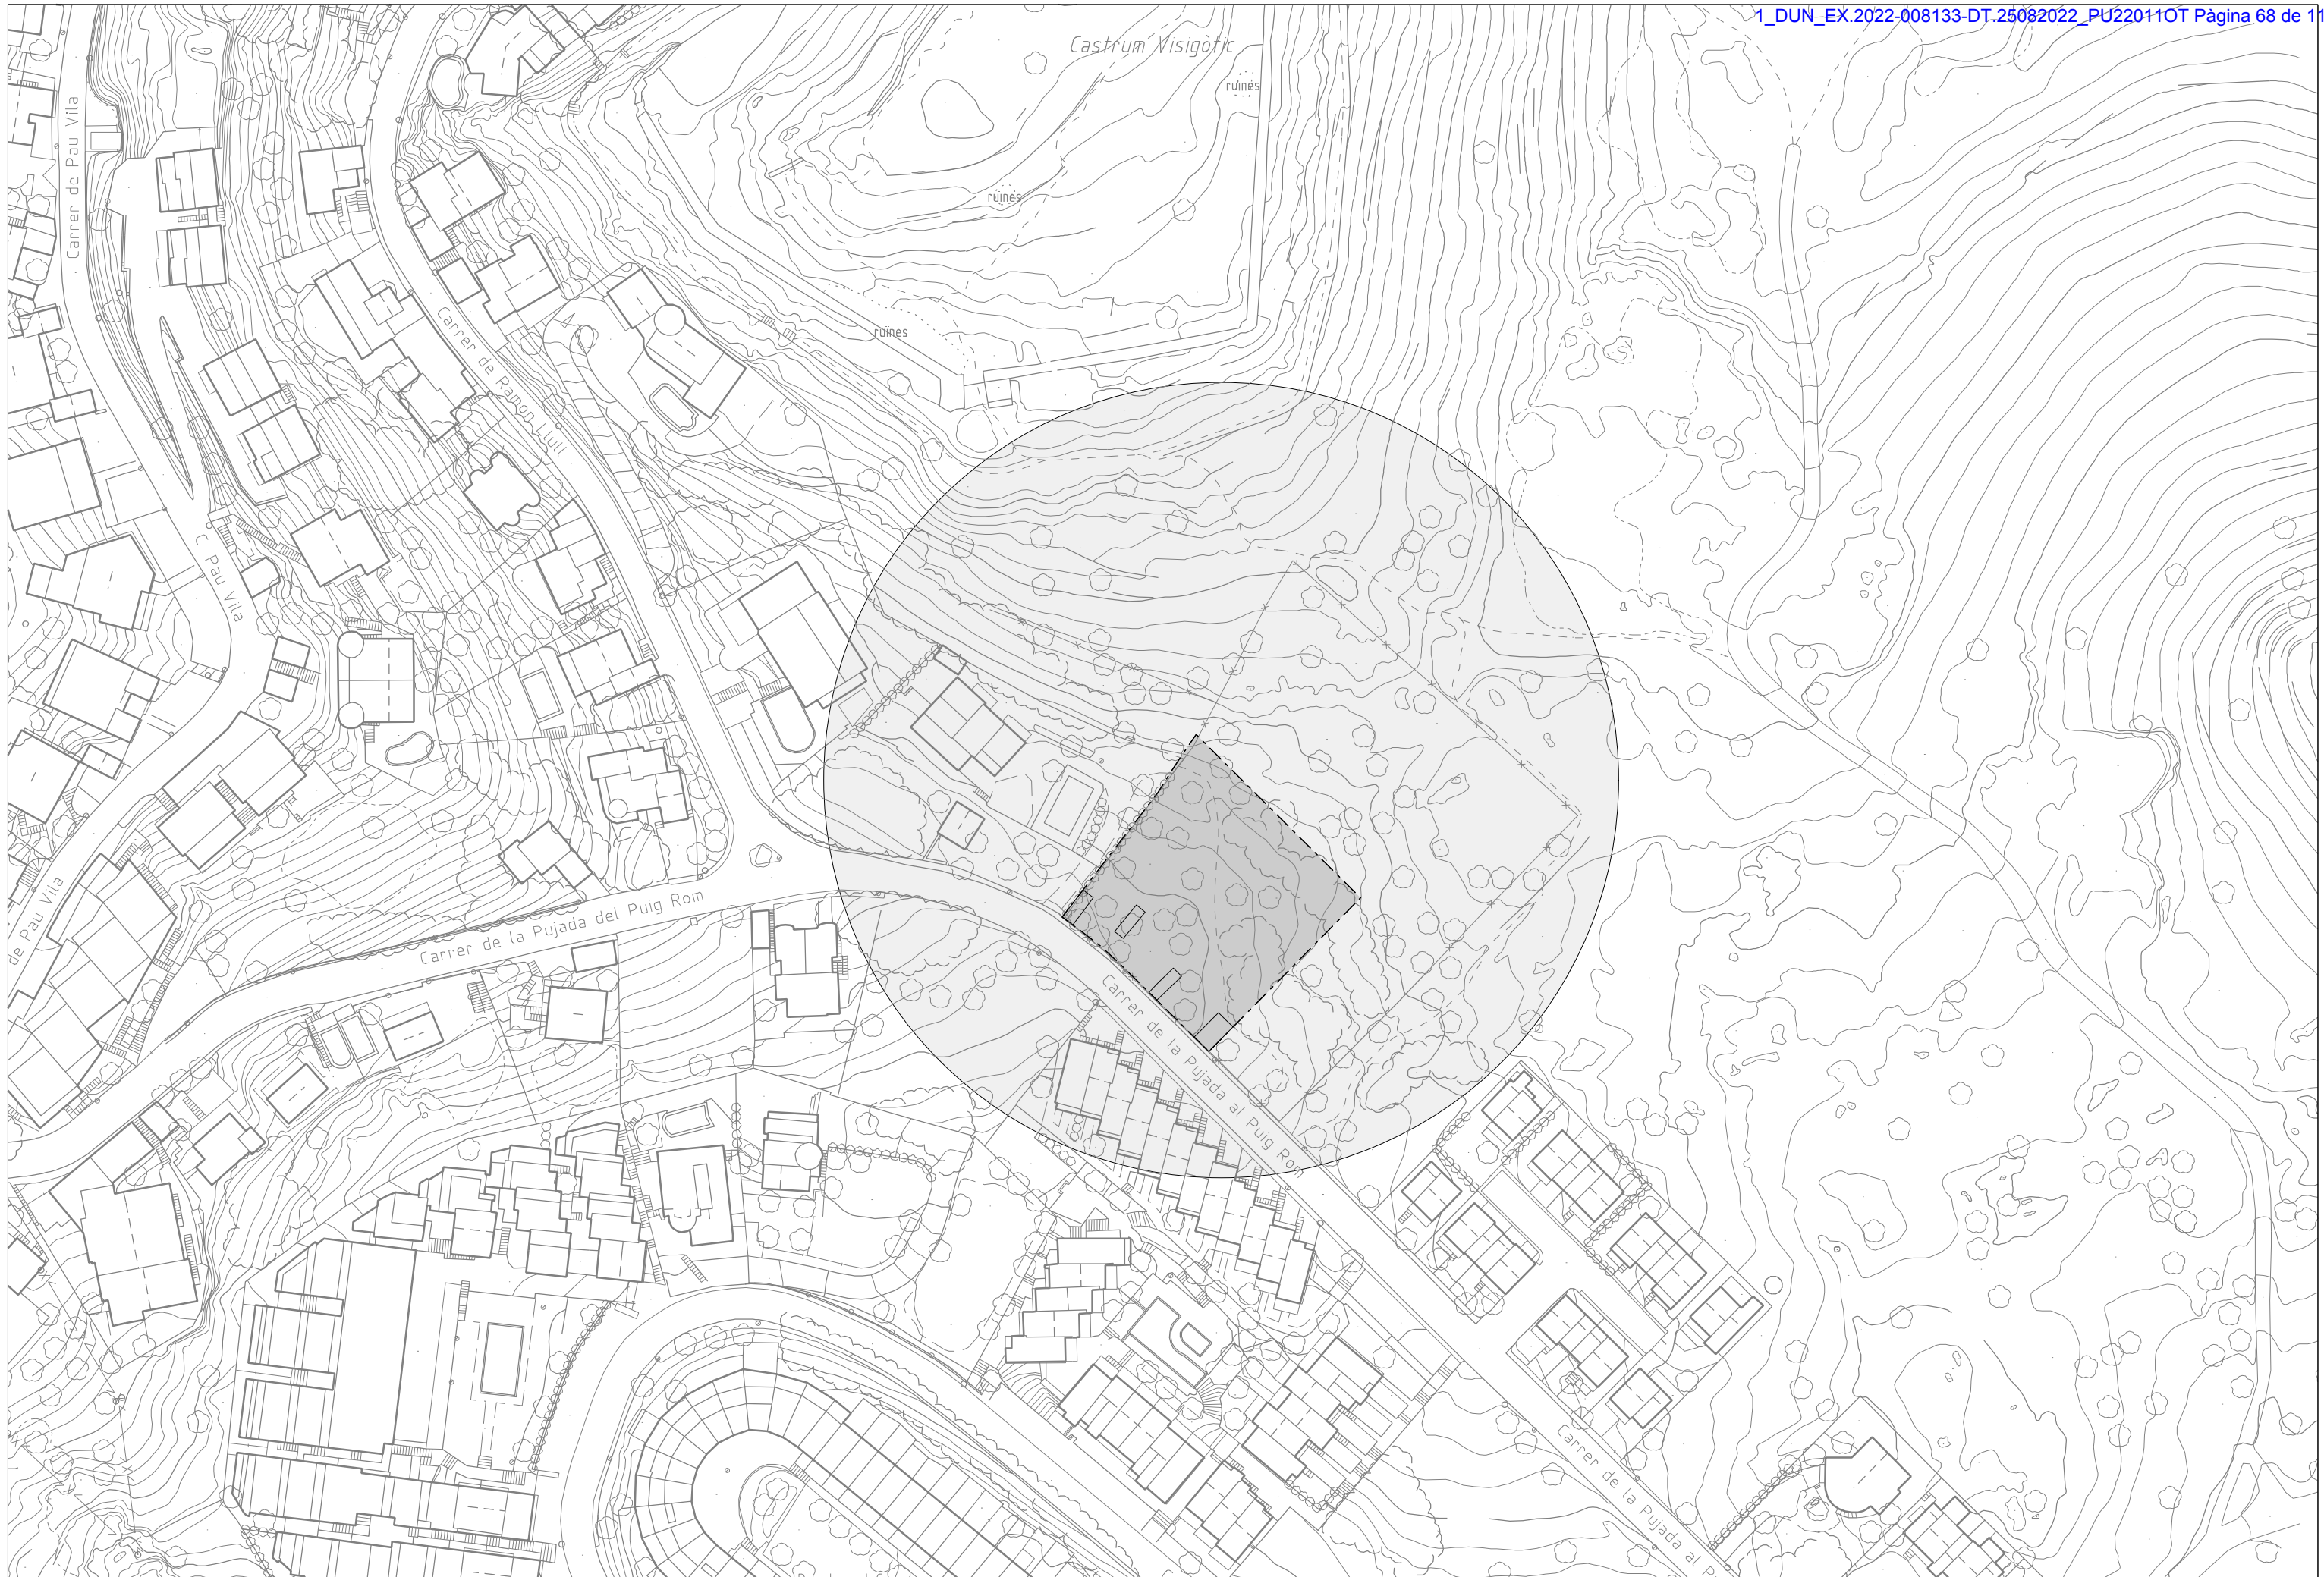 1_DUN_EX.2022-008133-DT.25082022_PU22011OT Pàgina 68 de 11
Castrum Visigòtic
ruïnes
Carrer de Pau Vila
ruïnes
ruïnes
Carrer de Ramon Llull
C. Pau Vila
de Pau Vila
Carrer de la Pujada del Puig Rom
Carrer de la Pujada al Puig Rom
Carrer de la Pujada al P